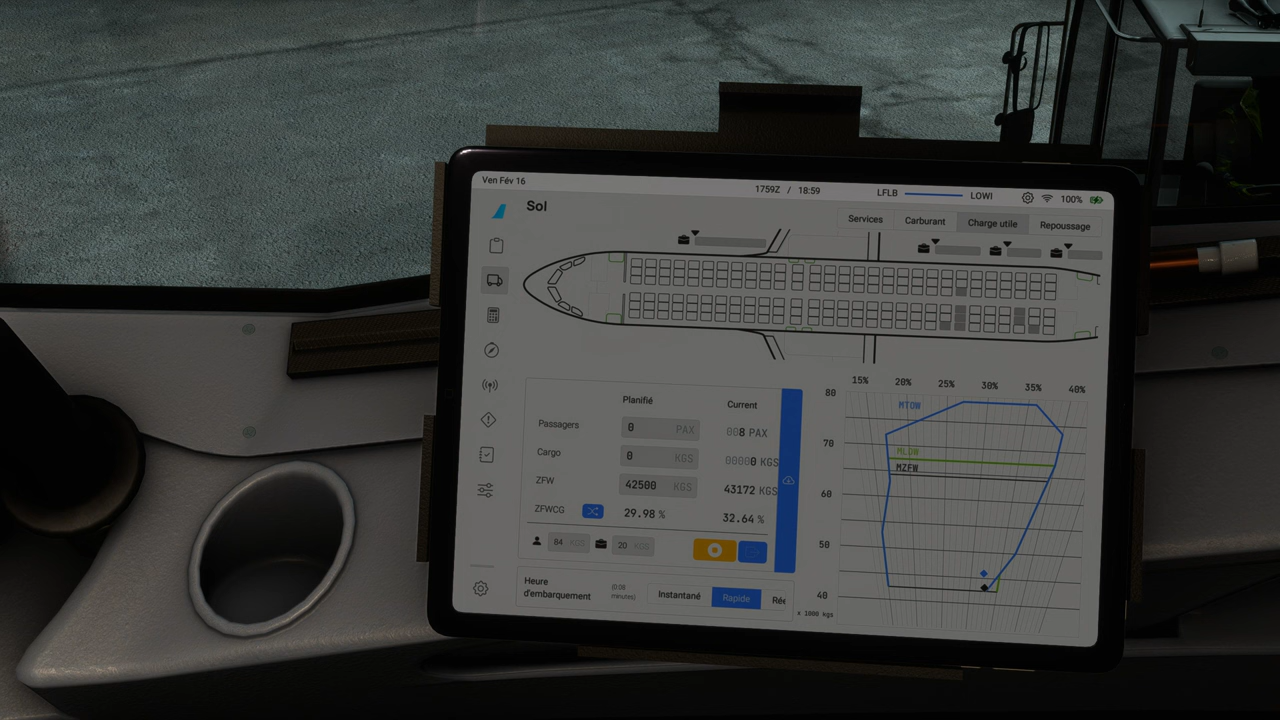 Ven Fév 16
1759Z / 18:59
LFLB LOWI
100%
Sol
Services Carburant Charge utile Repoussage
Planifié Current
Passagers 0 PAX 008 PAX
Cargo 0 KGS 00000 KGS
ZFW 42500 KGS 43172 KGS
ZFWCG 29.98 % 32.64 %
84 KGS 20 KGS
Heure
d'embarquement
minutes)
Instantané Rapide Rée
15% 20% 25% 30% 35% 40%
80
MTOW
70
MLDW
MZFW
60
50
40
x 1000 kgs